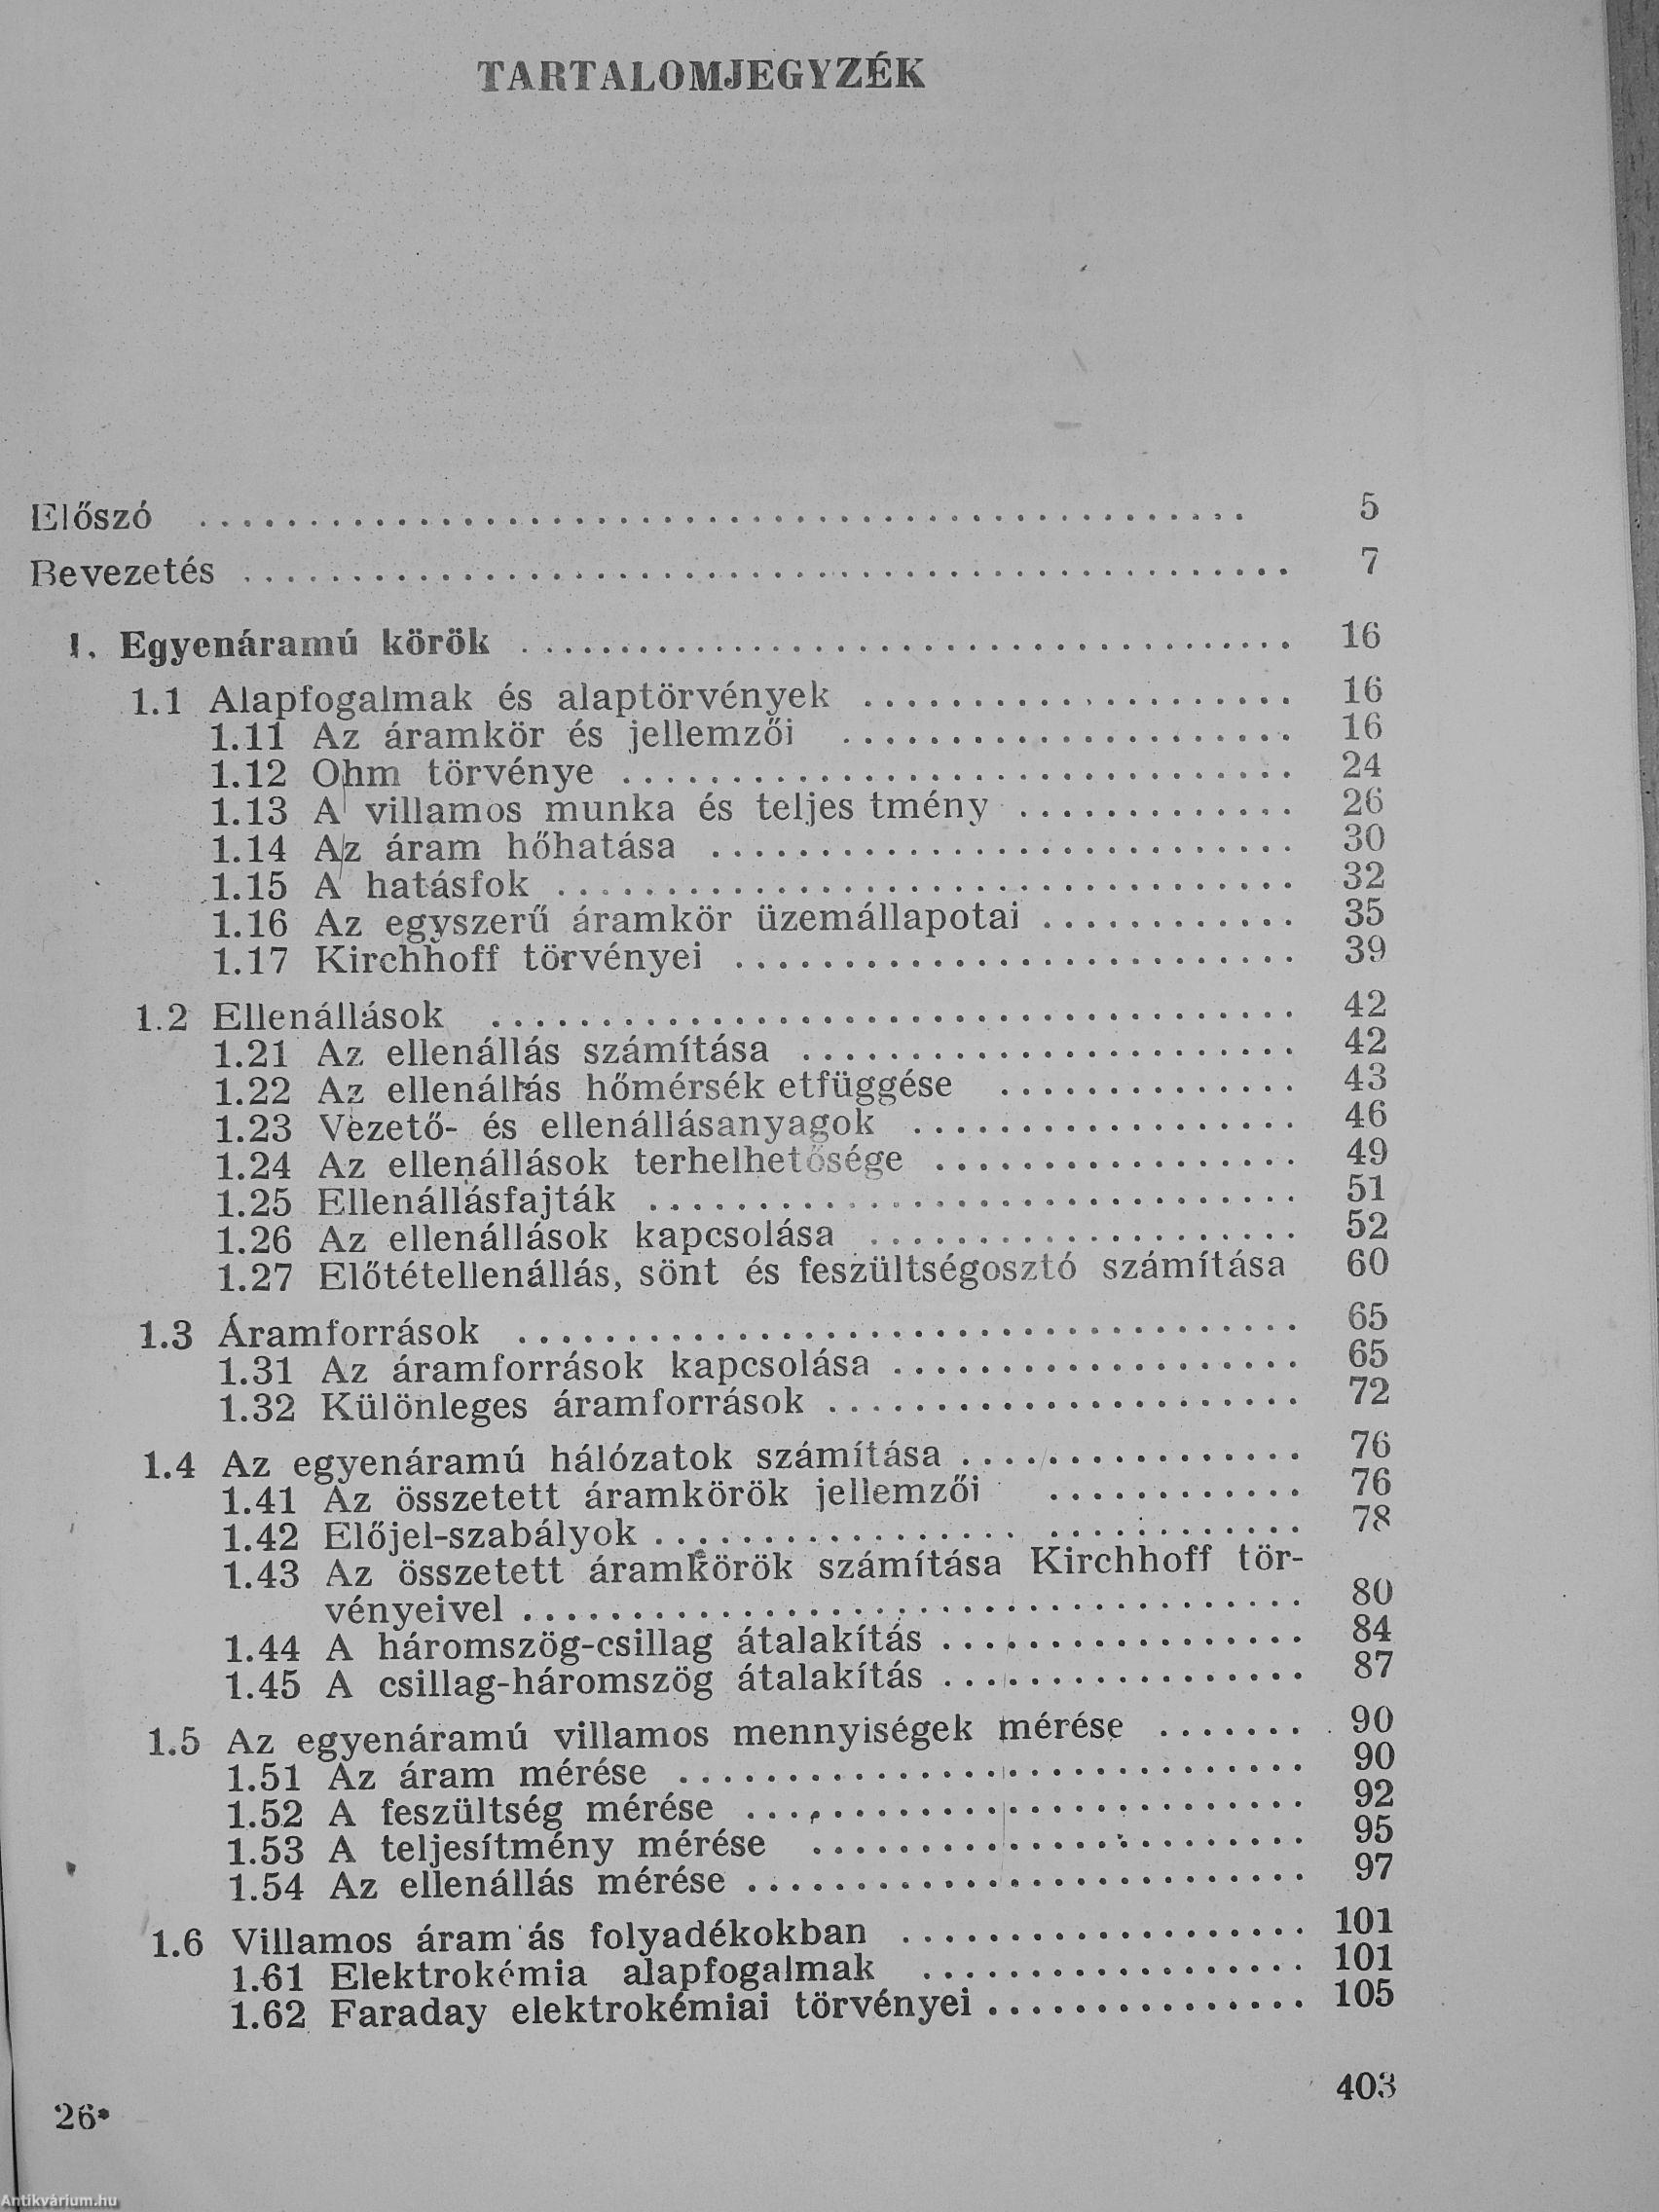 TARTALOMJEGYZÉK
Előszó ........ 5
Bevezetés ........ 7
1. Egyenáramú körök ........ 16
1.1 Alapfogalmak és alaptörvények ........ 16
1.11 Az áramkör és jellemzői ........ 16
1.12 Ohm törvénye ........ 24
1.13 A villamos munka és teljes tmény ........ 26
1.14 Az áram hőhatása ........ 30
1.15 A hatásfok ........ 32
1.16 Az egyszerű áramkör üzemállapotai ........ 35
1.17 Kirchhoff törvényei ........ 39
1.2 Ellenállások ........ 42
1.21 Az ellenállás számítása ........ 42
1.22 Az ellenállás hőmérsék etfüggése ........ 43
1.23 Vezető- és ellenállásanyagok ........ 46
1.24 Az ellenállások terhelhetősége ........ 49
1.25 Ellenállásfajták ........ 51
1.26 Az ellenállások kapcsolása ........ 52
1.27 Előtétellenállás, sönt és feszültségosztó számítása 60
1.3 Áramforrások ........ 65
1.31 Az áramforrások kapcsolása ........ 65
1.32 Különleges áramforrások ........ 72
1.4 Az egyenáramú hálózatok számítása ........ 76
1.41 Az összetett áramkörök jellemzői ........ 76
1.42 Előjel-szabályok ........ 78
1.43 Az összetett áramkörök számítása Kirchhoff tör-
vényeivel ........ 80
1.44 A háromszög-csillag átalakítás ........ 84
1.45 A csillag-háromszög átalakítás ........ 87
1.5 Az egyenáramú villamos mennyiségek mérése ........ 90
1.51 Az áram mérése ........ 90
1.52 A feszültség mérése ........ 92
1.53 A teljesítmény mérése ........ 95
1.54 Az ellenállás mérése ........ 97
1.6 Villamos áram ás folyadékokban ........ 101
1.61 Elektrokémia alapfogalmak ........ 101
1.62 Faraday elektrokémiai törvényei ........ 105
403
26*
Antikvárium.hu